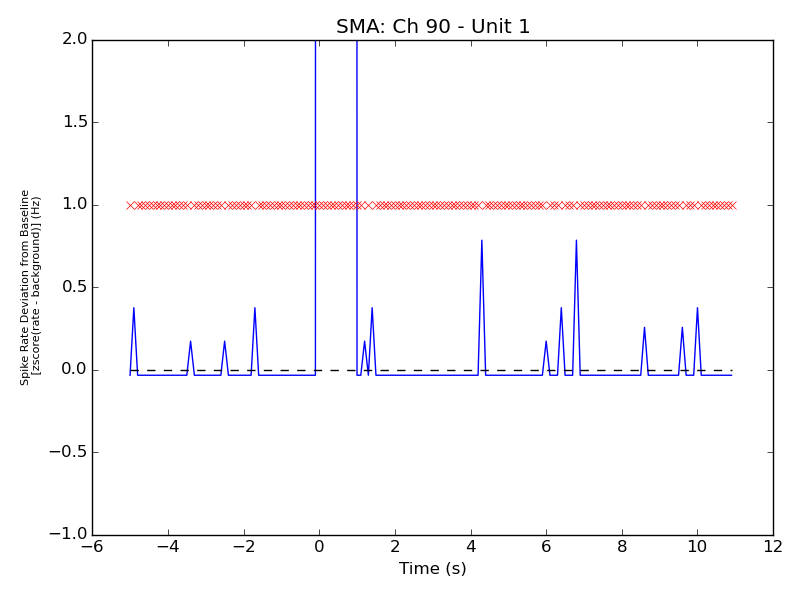 SMA: Ch 90 - Unit 1
2.0
1.5
1.0
0.5
0.0
−0.5
−1.0
Spike Rate Deviation from Baseline
[zscore(rate - background)] (Hz)
−6 −4 −2 0 2 4 6 8 10 12
Time (s)